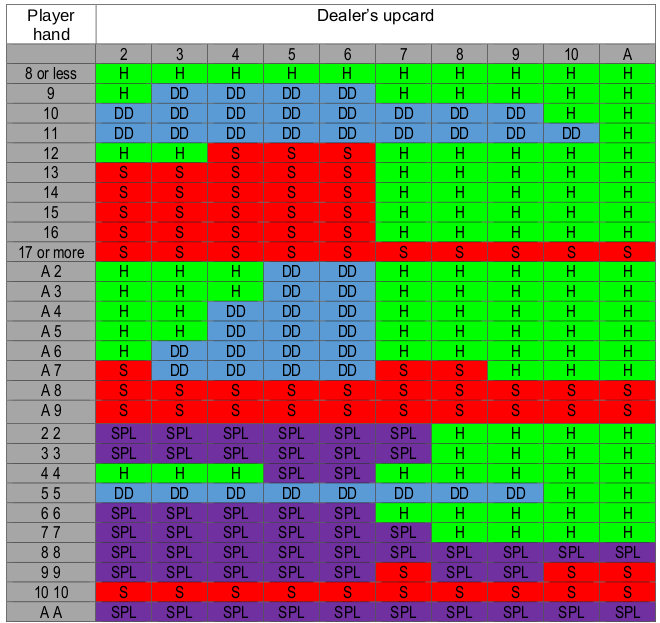 Player hand Dealer's upcard
2 3 4 5 6 7 8 9 10 A
8 or less H H H H H H H H H H
9 H DD DD DD DD H H H H H
10 DD DD DD DD DD DD DD DD H H
11 DD DD DD DD DD DD DD DD DD H
12 H H S S S H H H H H
13 S S S S S H H H H H
14 S S S S S H H H H H
15 S S S S S H H H H H
16 S S S S S H H H H H
17 or more S S S S S S S S S S
A 2 H H H DD DD H H H H H
A 3 H H H DD DD H H H H H
A 4 H H DD DD DD H H H H H
A 5 H H DD DD DD H H H H H
A 6 H DD DD DD DD H H H H H
A 7 S DD DD DD DD S S H H H
A 8 S S S S S S S S S S
A 9 S S S S S S S S S S
2 2 SPL SPL SPL SPL SPL SPL H H H H
3 3 SPL SPL SPL SPL SPL SPL H H H H
4 4 H H H SPL SPL H H H H H
5 5 DD DD DD DD DD DD DD DD H H
6 6 SPL SPL SPL SPL SPL H H H H H
7 7 SPL SPL SPL SPL SPL SPL H H H H
8 8 SPL SPL SPL SPL SPL SPL SPL SPL SPL SPL
9 9 SPL SPL SPL SPL SPL S SPL SPL S S
10 10 S S S S S S S S S S
A A SPL SPL SPL SPL SPL SPL SPL SPL SPL SPL